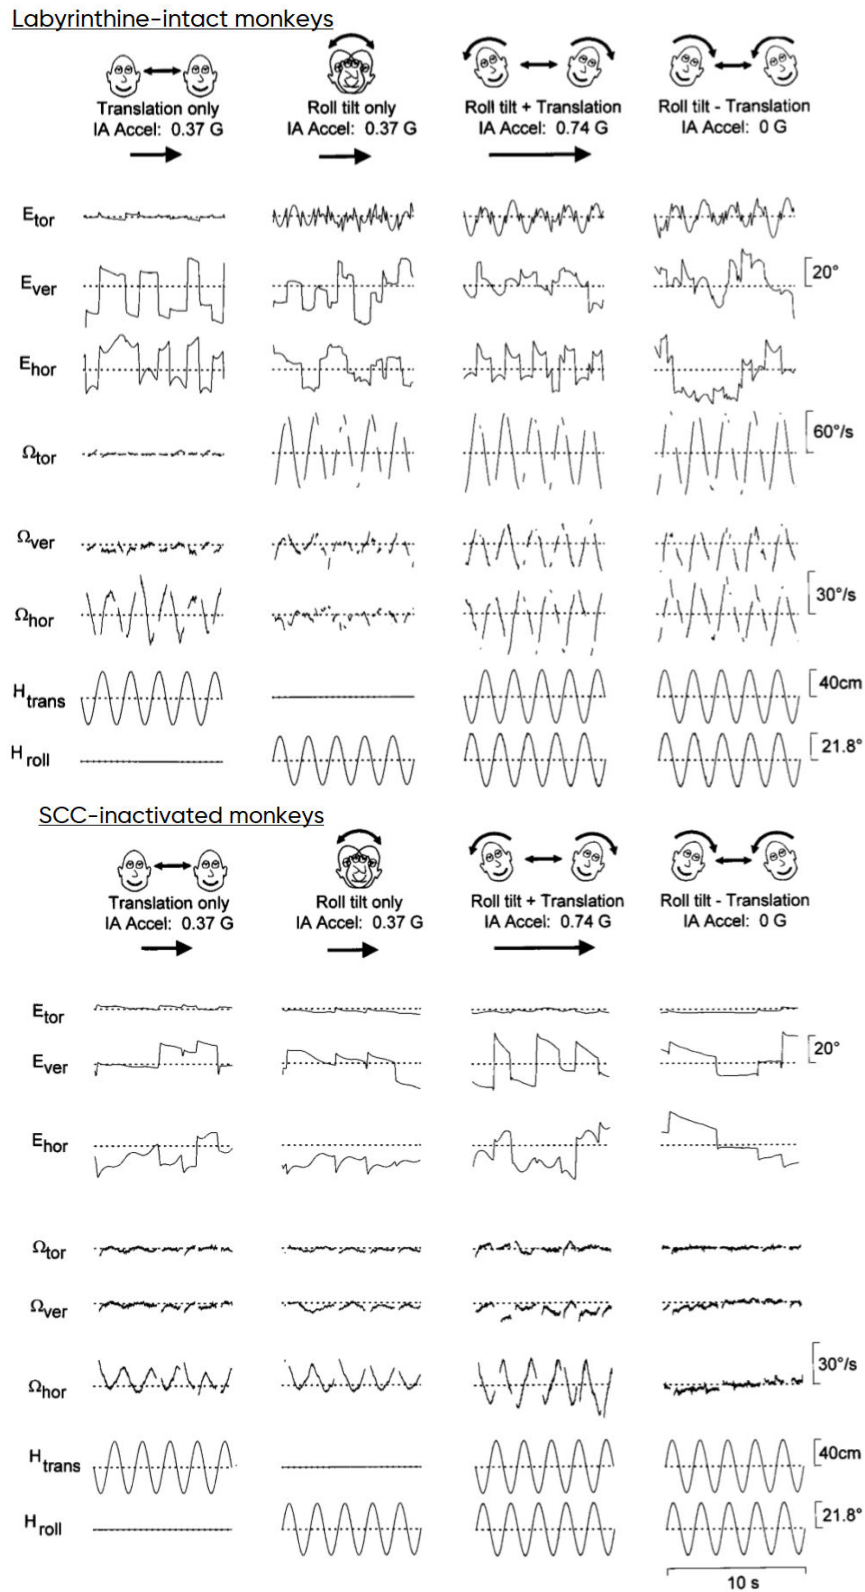 Labyrinthine-intact monkeys
Translation only
IA Accel: 0.37 G
Roll tilt only
IA Accel: 0.37 G
Roll tilt + Translation
IA Accel: 0.74 G
Roll tilt - Translation
IA Accel: 0 G
Etor
Ever
20°
Ehor
Ωtor
60°/s
Ωver
Ωhor
30°/s
Htrans
40cm
H roll
21.8°
SCC-inactivated monkeys
Translation only
IA Accel: 0.37 G
Roll tilt only
IA Accel: 0.37 G
Roll tilt + Translation
IA Accel: 0.74 G
Roll tilt - Translation
IA Accel: 0 G
Etor
Ever
20°
Ehor
Ωtor
Ωver
Ωhor
30°/s
Htrans
40cm
H roll
21.8°
10 s